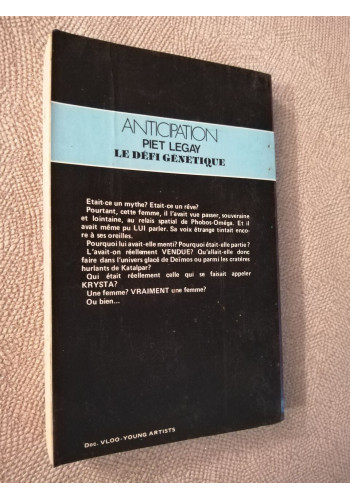 ANTICIPATION
PIET LEGAY
LE DÉFI GÉNÉTIQUE
Etait-ce un mythe? Etait-ce un rêve?
Pourtant, cette femme, il l'avait vue passer, souveraine
et lointaine, au relais spatial de Phobos-Oméga. Et il
avait même pu LUI parler. Sa voix étrange tintait enco-
re à ses oreilles.
Pourquoi lui avait-elle menti? Pourquoi était-elle partie?
L'avait-on réellement VENDUE? Qu'allait-elle donc
faire dans l'univers glacé de Deïmos ou parmi les cratères
hurlants de Katalpar?
Qui était réellement celle qui se faisait appeler
KRYSTA?
Une femme? VRAIMENT une femme?
Ou bien...
Doc. VLOO-YOUNG ARTISTS